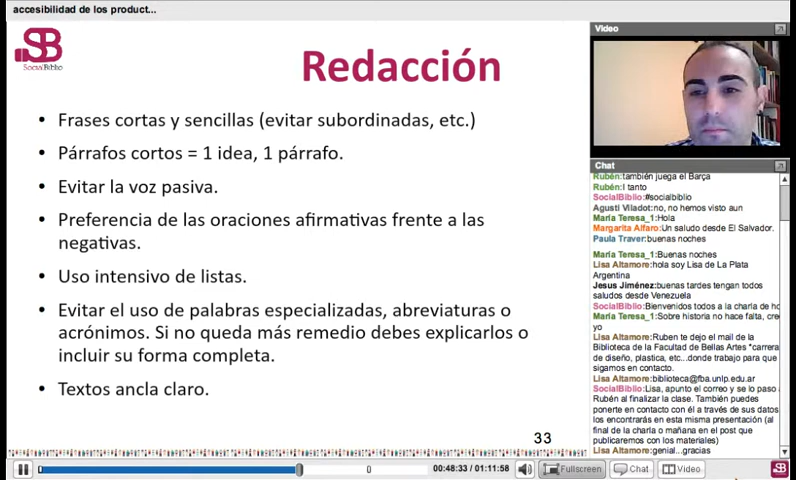 accesibilidad de los product...
SB
SocialBiblio
Redacción
• Frases cortas y sencillas (evitar subordinadas, etc.)
• Párrafos cortos = 1 idea, 1 párrafo.
• Evitar la voz pasiva.
• Preferencia de las oraciones afirmativas frente a las
negativas.
• Uso intensivo de listas.
• Evitar el uso de palabras especializadas, abreviaturas o
acrónimos. Si no queda más remedio debes explicarlos o
incluir su forma completa.
• Textos ancla claro.
33
Video
Chat
Rubén:también juega el Barça
Rubén:I tanto
SocialBiblio:#socialbiblio
Agusti Viladot:no, no hemos visto aun
María Teresa_1:Hola
Margarita Alfaro:Un saludo desde El Salvador.
Paula Traver:buenas noches
María Teresa_1:Buenas noches
Lisa Altamore:hola soy Lisa de La Plata
Argentina
Jesus Jiménez:buenas tardes tengan todos
saludos desde Venezuela
SocialBiblio:Bienvenidos todos a la charla de ho
María Teresa_1:Sobre historia no hace falta, cre
yo
Lisa Altamore:Ruben te dejo el mail de la
Biblioteca de la Facultad de Bellas Artes "carrera
de diseño, plastica, etc...donde trabajo para que
sigamos en contacto.
Lisa Altamore:biblioteca@fba.unlp.edu.ar
SocialBiblio:Lisa, apunto el correo y se lo paso
Rubén al finalizar la clase. También puedes
ponerte en contacto con él a través de sus datos
los encontrarás en esta misma presentación (al
final de la charla o mañana en el post que
publicaremos con los materiales)
Lisa Altamore:genial...gracias
00:48:33 / 01:11:58
Fullscreen
Chat
Video
SB